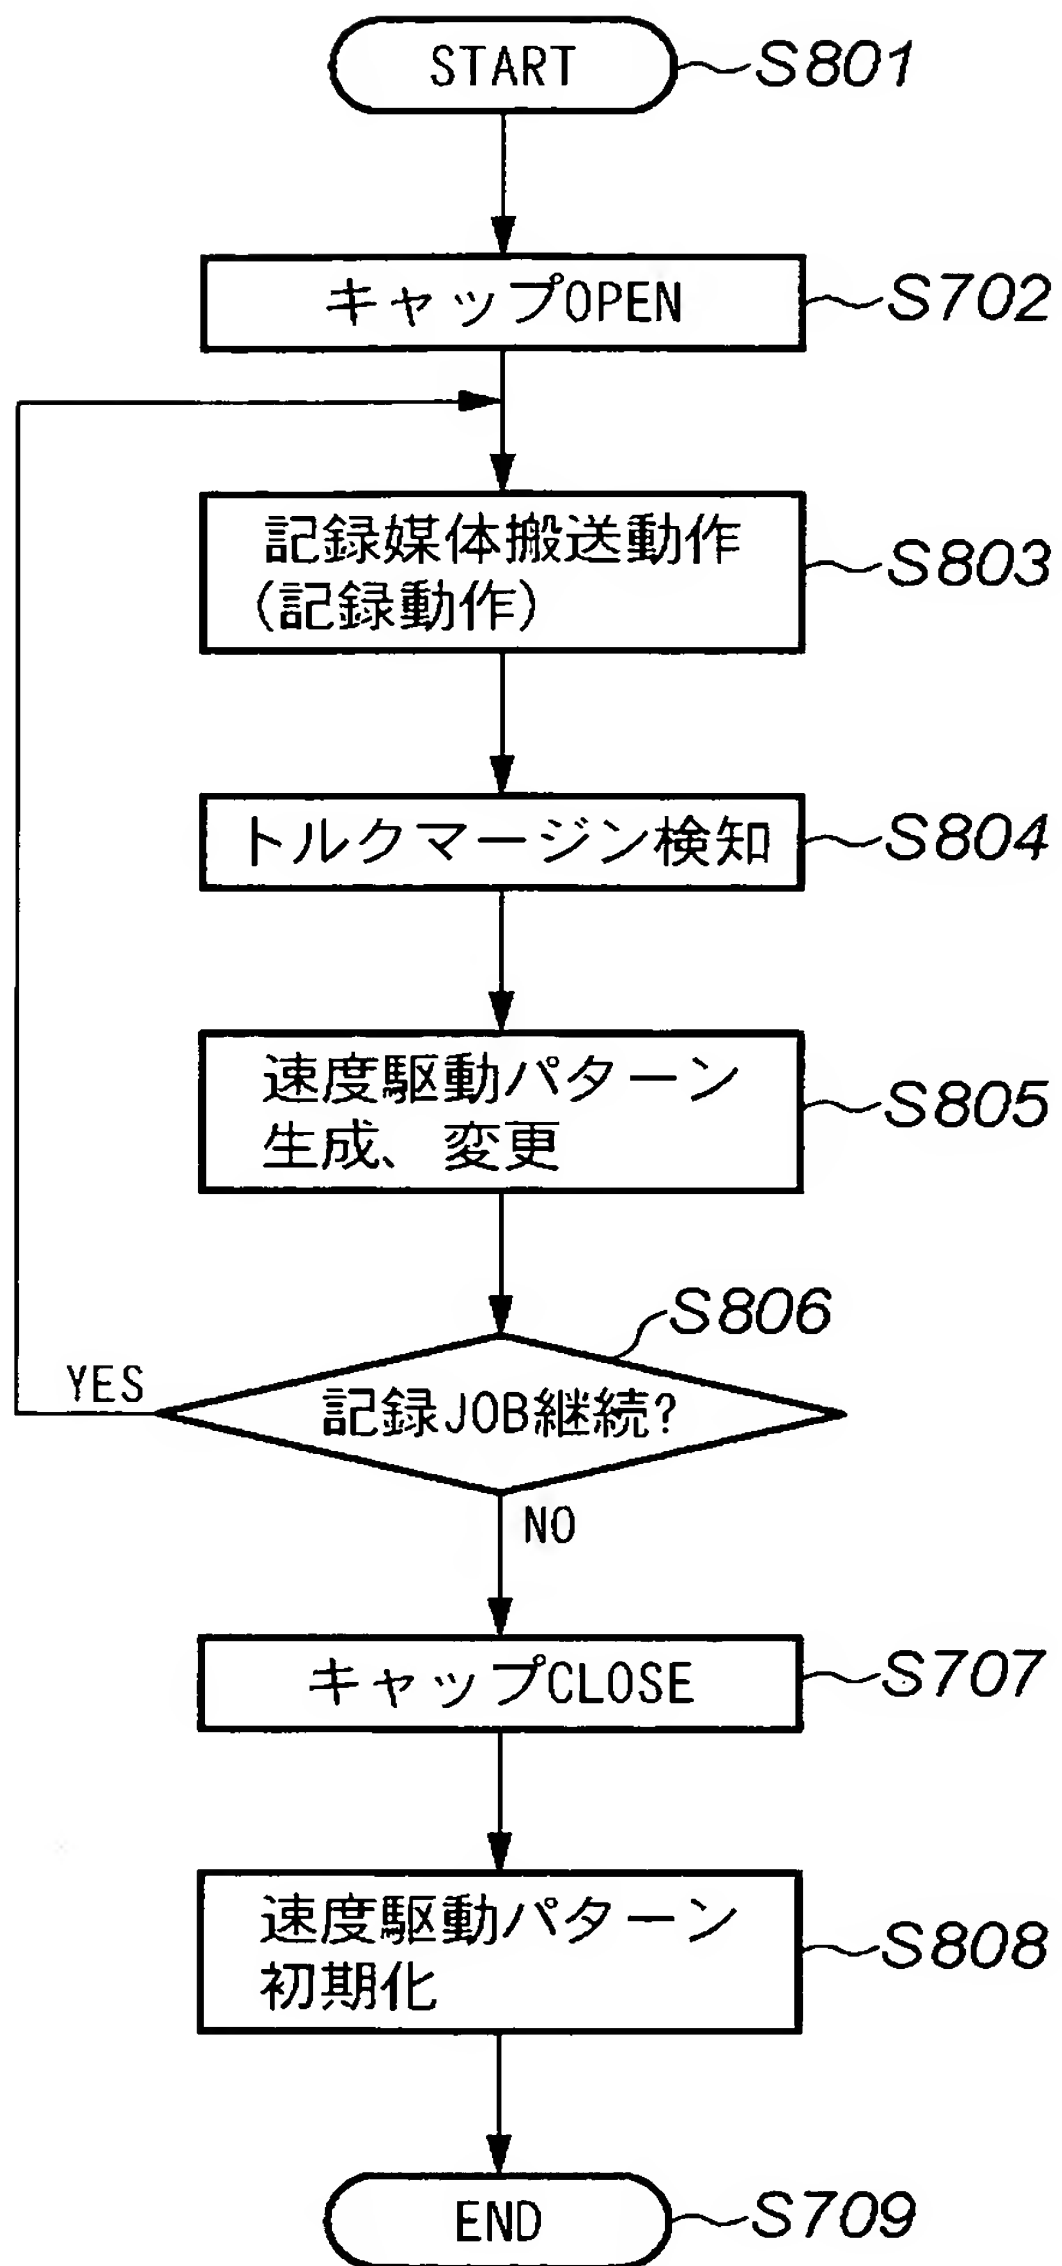 START
S801
キャップOPEN
S702
記録媒体搬送動作
(記録動作)
S803
トルクマージン検知
S804
速度駆動パターン
生成、変更
S805
S806
YES
記録JOB継続?
NO
キャップCLOSE
S707
速度駆動パターン
初期化
S808
END
S709